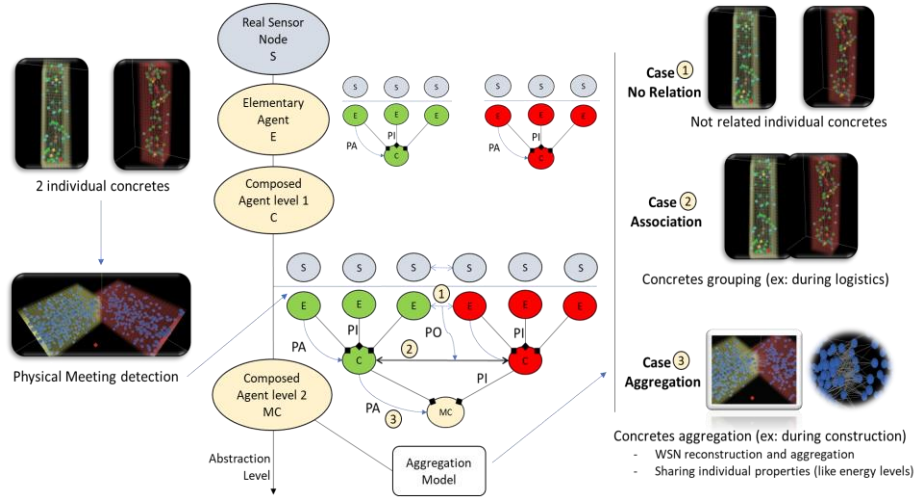 Real Sensor
Node
S
Elementary
Agent
E
Composed
Agent level 1
C
Composed
Agent level 2
MC
Abstraction
Level
2 individual concretes
Physical Meeting detection
S S S
E E E
PA
PI
C
S S S
E E E
PA
PI
C
S S S S S S
1
E E E E E E
PI
PO
PI
PA
2
C C
PI
PA
3
MC
Aggregation
Model
Case 1
No Relation
Not related individual concretes
Case 2
Association
Concretes grouping (ex: during logistics)
Case 3
Aggregation
Concretes aggregation (ex: during construction)
- WSN reconstruction and aggregation
- Sharing individual properties (like energy levels)